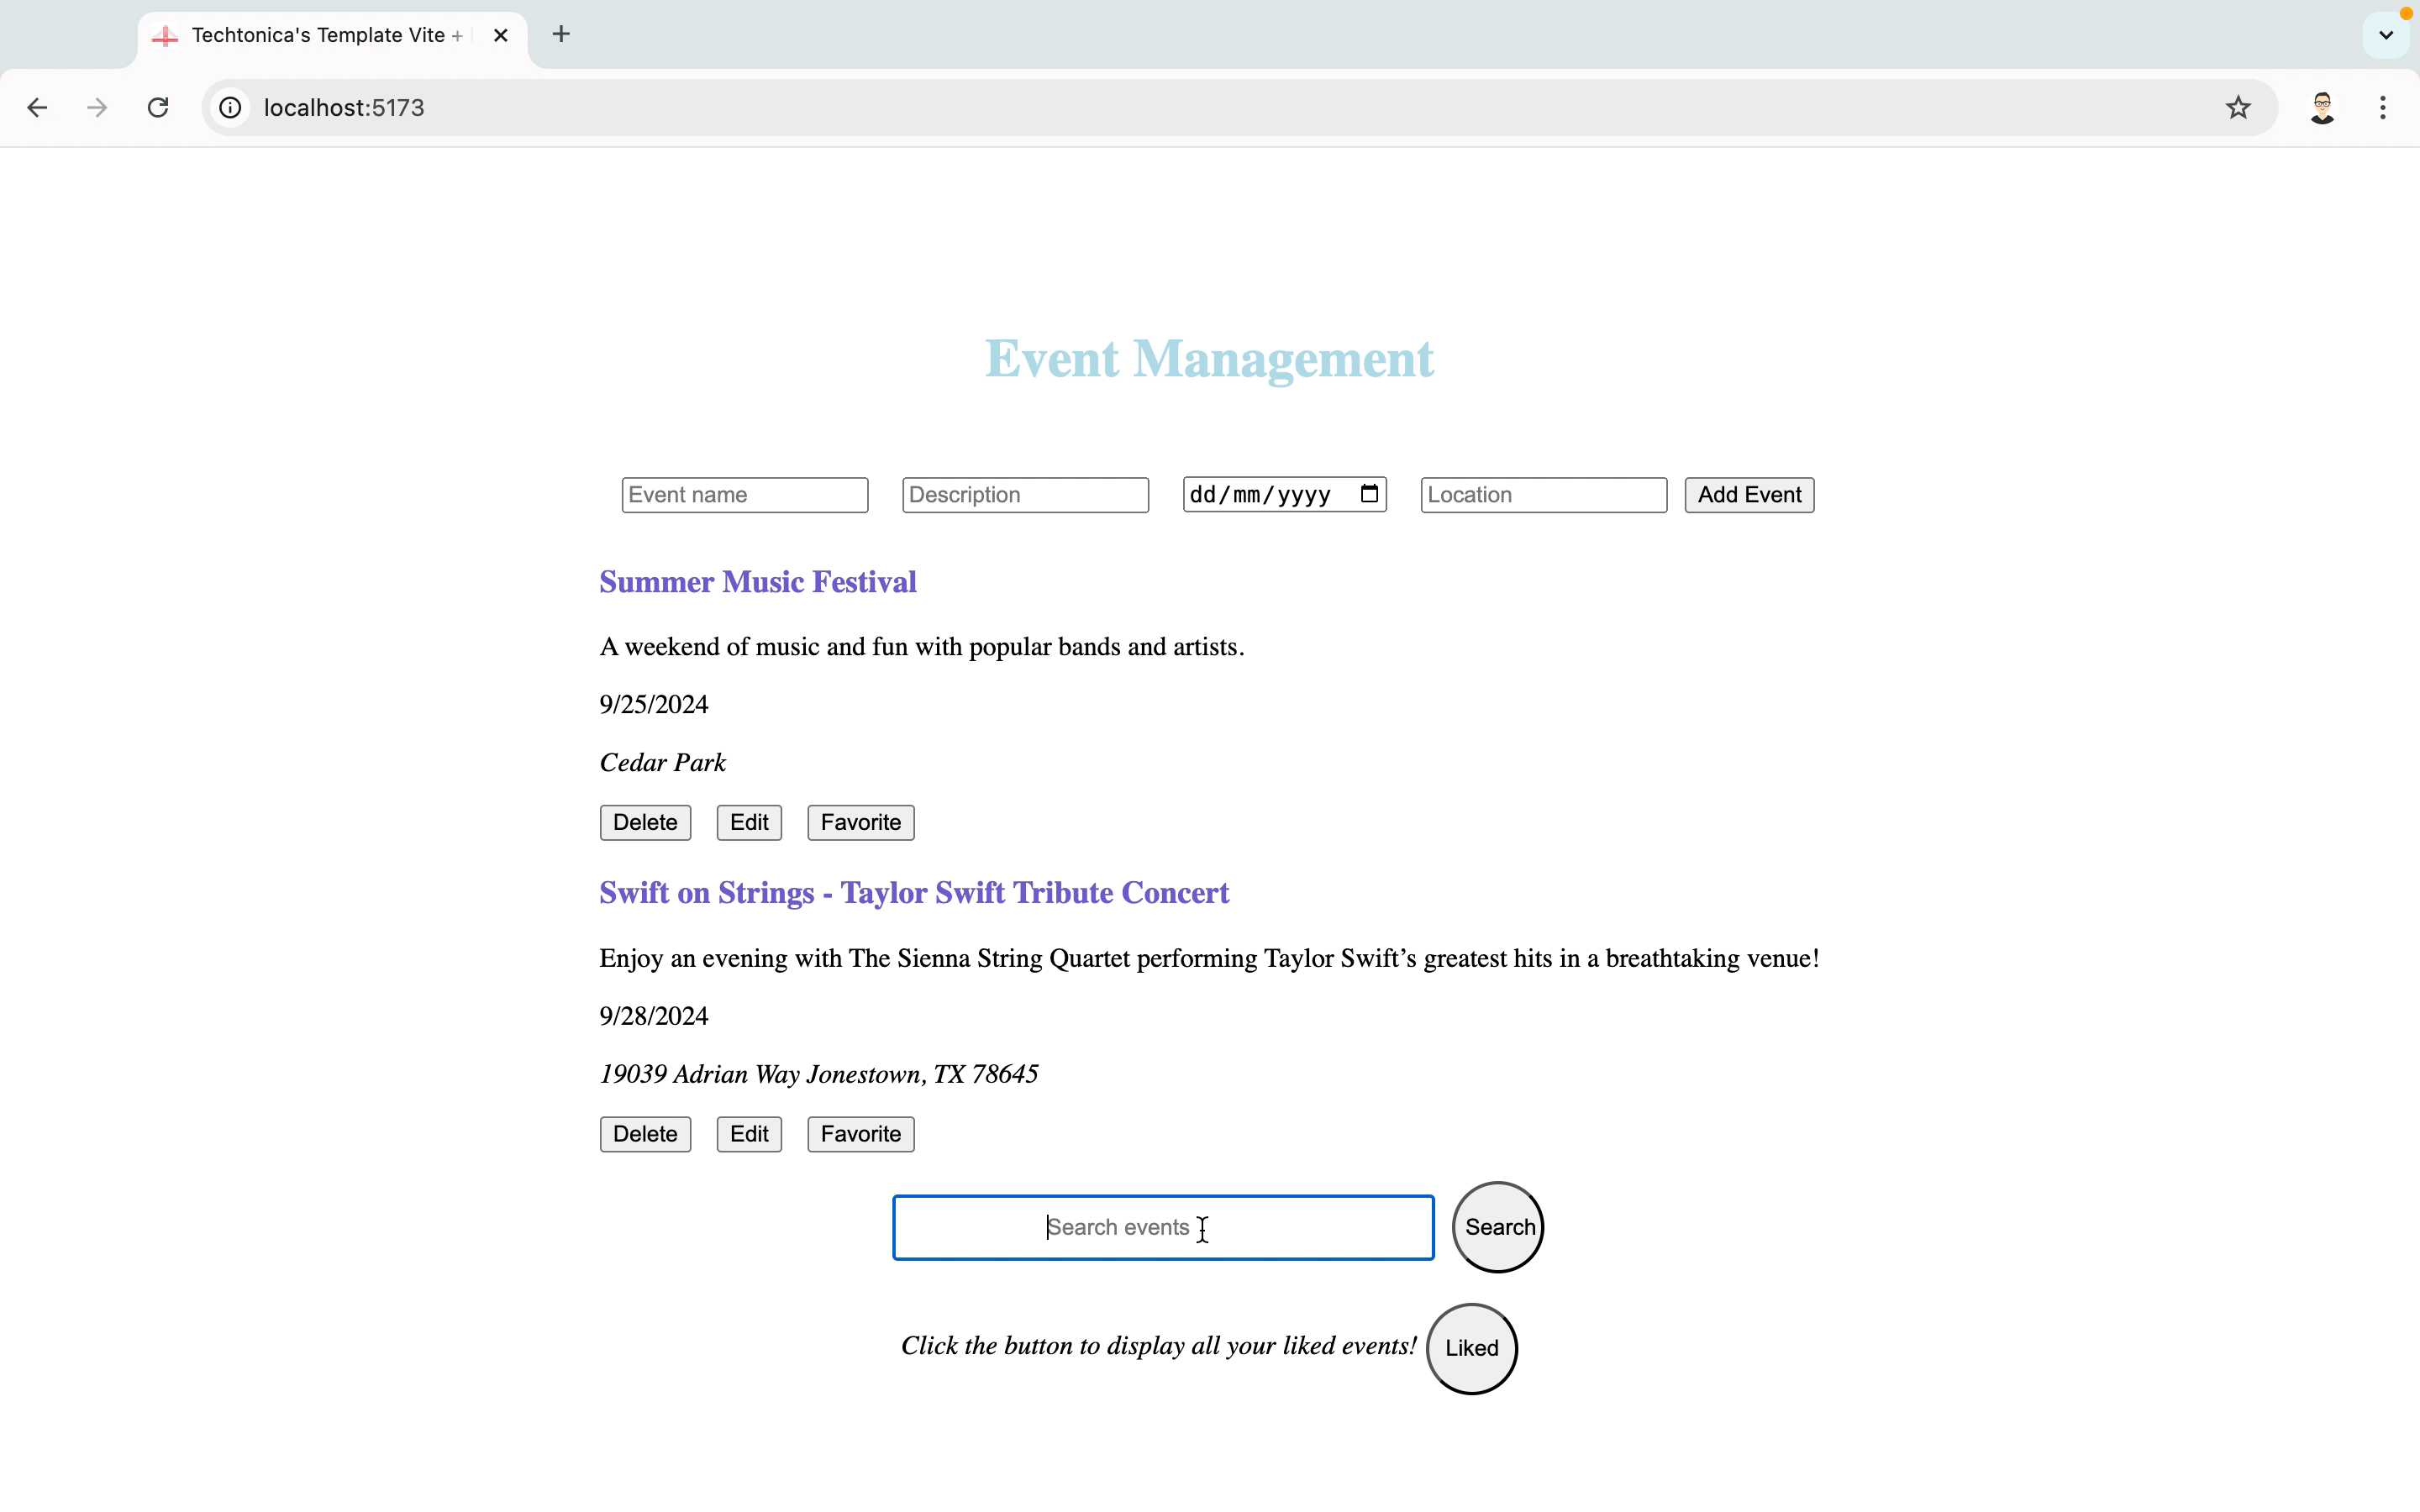 Techtonica's Template Vite +
localhost:5173
Event Management
Event name Description dd/mm/yyyy Location Add Event
Summer Music Festival
A weekend of music and fun with popular bands and artists.
9/25/2024
Cedar Park
Delete Edit Favorite
Swift on Strings - Taylor Swift Tribute Concert
Enjoy an evening with The Sienna String Quartet performing Taylor Swift’s greatest hits in a breathtaking venue!
9/28/2024
19039 Adrian Way Jonestown, TX 78645
Delete Edit Favorite
Search events Search
Click the button to display all your liked events! Liked